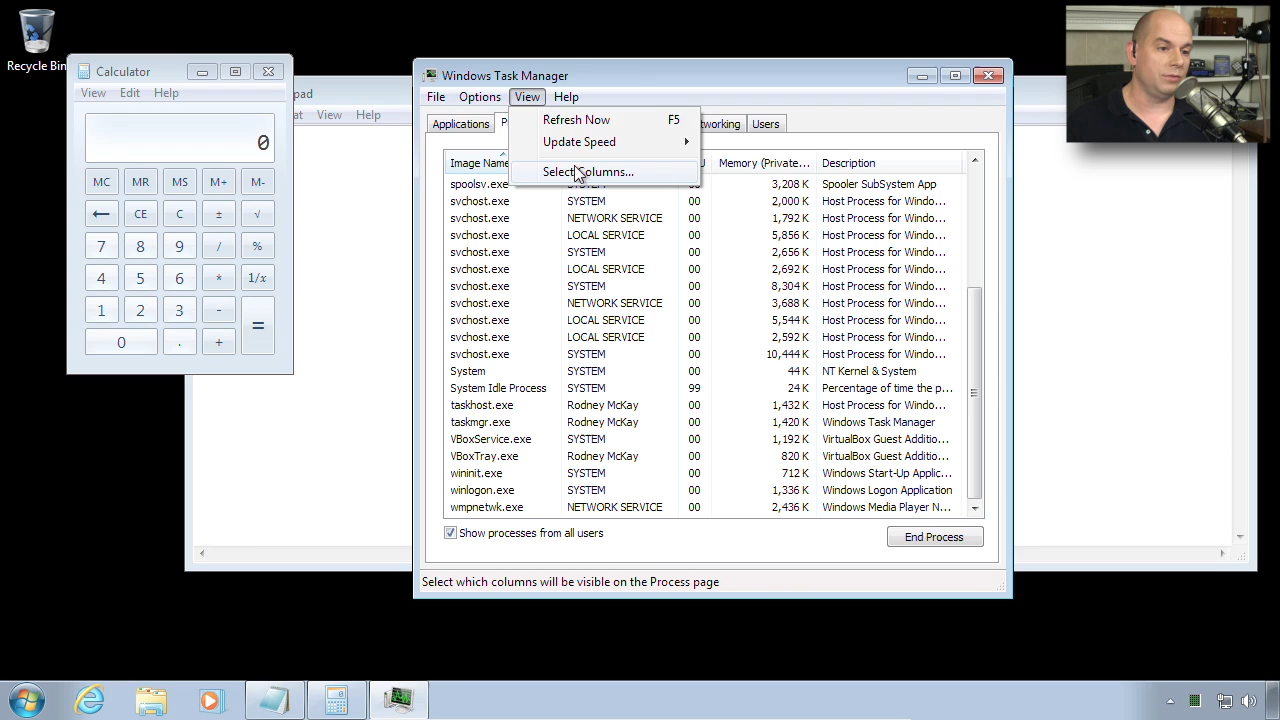 Recycle Bin
Calculator
View Edit Help
0
MC MR MS M+ M-
← CE C ± √
7 8 9 / %
4 5 6 * 1/x
1 2 3 - =
0 . +
pad
at View Help
Windows Task Manager
File Options View Help
Applications P tworking Users
Refresh Now F5
Update Speed
Select Columns...
Image Name U Memory (Private... Description
spoolsv.exe SYSTEM 00 3,208 K Spooler SubSystem App
svchost.exe SYSTEM 00 2,000 K Host Process for Windo...
svchost.exe NETWORK SERVICE 00 1,792 K Host Process for Windo...
svchost.exe LOCAL SERVICE 00 5,856 K Host Process for Windo...
svchost.exe SYSTEM 00 2,656 K Host Process for Windo...
svchost.exe LOCAL SERVICE 00 2,692 K Host Process for Windo...
svchost.exe SYSTEM 00 8,304 K Host Process for Windo...
svchost.exe NETWORK SERVICE 00 3,688 K Host Process for Windo...
svchost.exe LOCAL SERVICE 00 5,544 K Host Process for Windo...
svchost.exe LOCAL SERVICE 00 2,592 K Host Process for Windo...
svchost.exe SYSTEM 00 10,444 K Host Process for Windo...
System SYSTEM 00 44 K NT Kernel & System
System Idle Process SYSTEM 99 24 K Percentage of time the p...
taskhost.exe Rodney McKay 00 1,432 K Host Process for Windo...
taskmgr.exe Rodney McKay 00 1,420 K Windows Task Manager
VBoxService.exe SYSTEM 00 1,192 K VirtualBox Guest Additio...
VBoxTray.exe Rodney McKay 00 820 K VirtualBox Guest Additio...
wininit.exe SYSTEM 00 712 K Windows Start-Up Applic...
winlogon.exe SYSTEM 00 1,336 K Windows Logon Application
wmpnetwk.exe NETWORK SERVICE 00 2,436 K Windows Media Player N...
Show processes from all users
End Process
Select which columns will be visible on the Process page